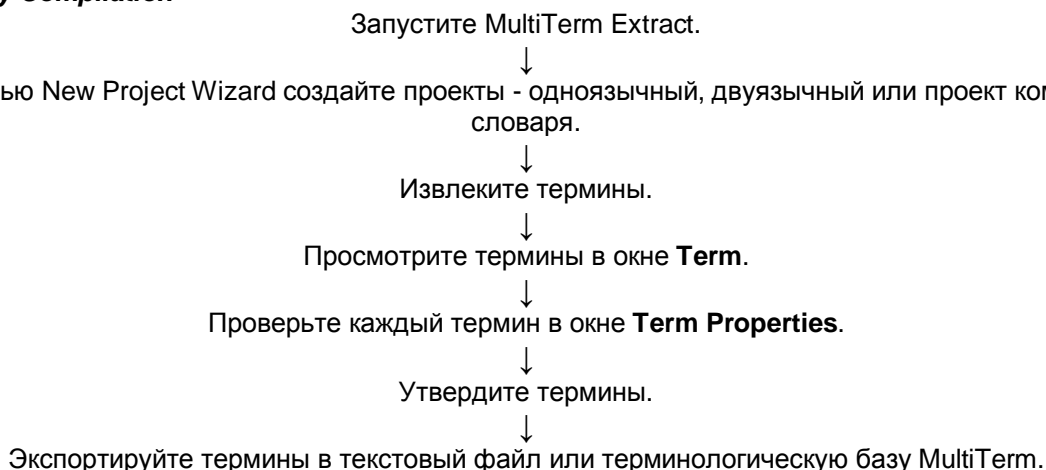 Compilation
Запустите MultiTerm Extract.
↓
New Project Wizard создайте проекты - одноязычный, двуязычный или проект
словаря.
↓
Извлеките термины.
↓
Просмотрите термины в окне Term.
↓
Проверьте каждый термин в окне Term Properties.
↓
Утвердите термины.
↓
Экспортируйте термины в текстовый файл или терминологическую базу MultiTerm.